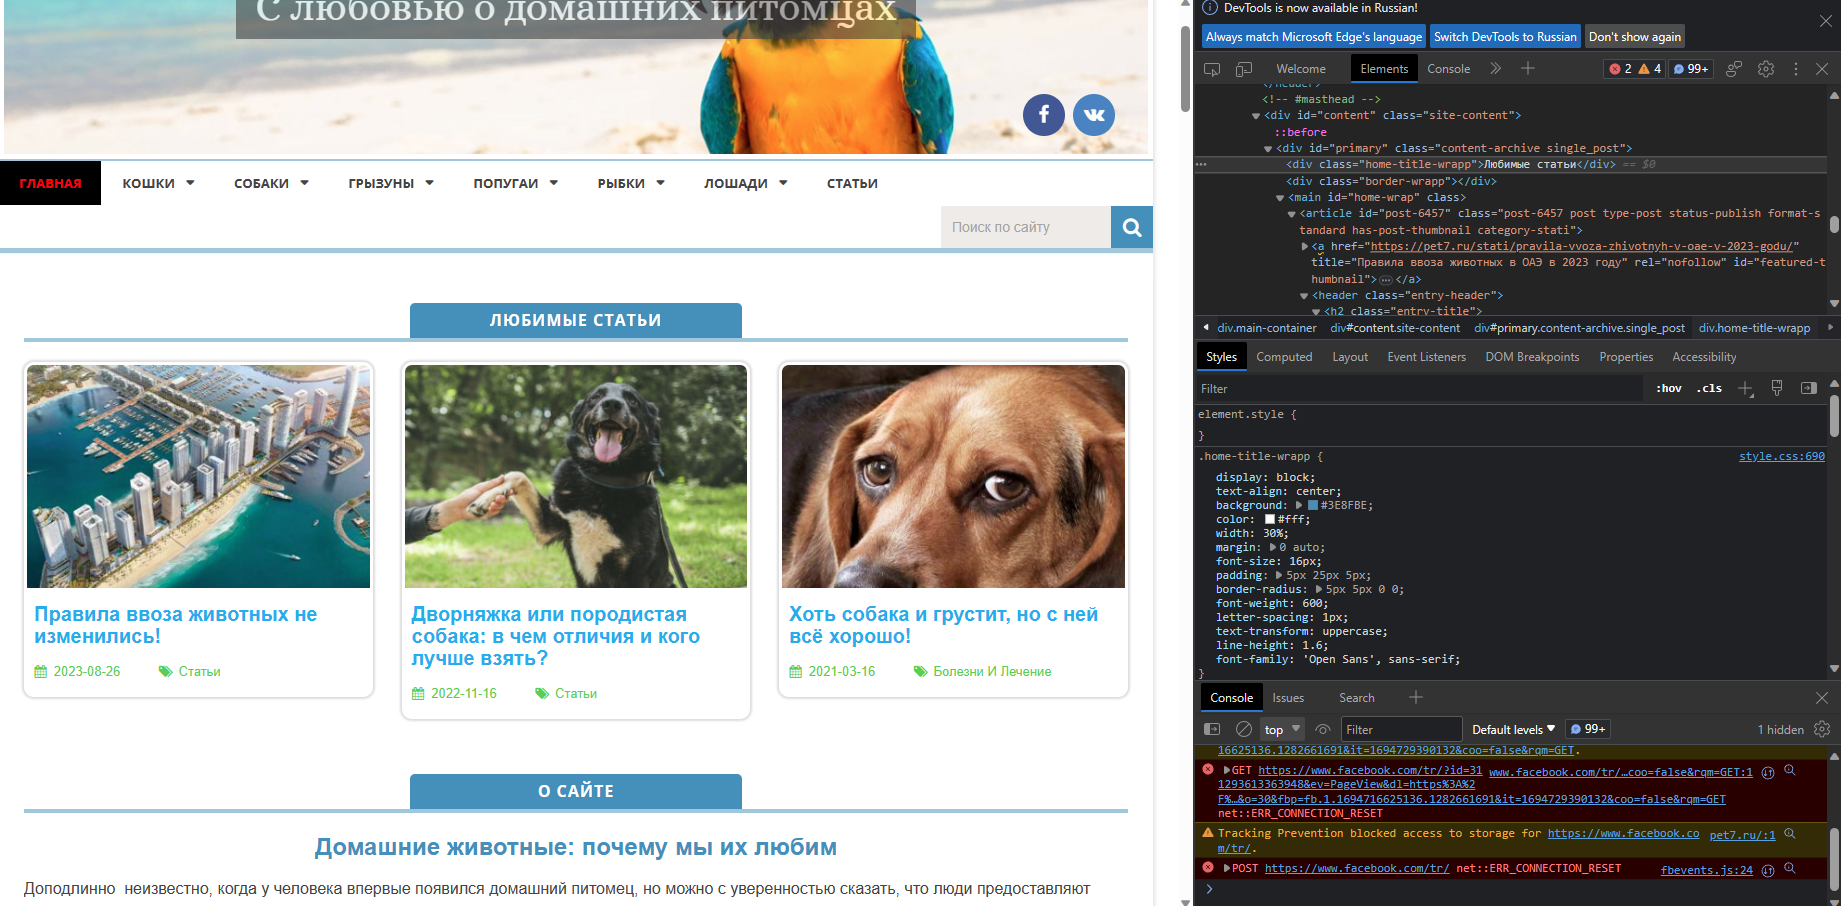 С любовью о домашних питомцах
ГЛАВНАЯ КОШКИ СОБАКИ ГРЫЗУНЫ ПОПУГАИ РЫБКИ ЛОШАДИ СТАТЬИ
Поиск по сайту
ЛЮБИМЫЕ СТАТЬИ
Правила ввоза животных не
изменились!
2023-08-26 Статьи
Дворняжка или породистая
собака: в чем отличия и кого
лучше взять?
2022-11-16 Статьи
Хоть собака и грустит, но с ней
всё хорошо!
2021-03-16 Болезни И Лечение
О САЙТЕ
Домашние животные: почему мы их любим
Доподлинно неизвестно, когда у человека впервые появился домашний питомец, но можно с уверенностью сказать, что люди предоставляют
DevTools is now available in Russian!
Always match Microsoft Edge's language Switch DevTools to Russian Don't show again
Welcome Elements Console 2 4 99+
</header>
<!-- #masthead -->
<div id="content" class="site-content">
::before
<div id="primary" class="content-archive single_post">
<div class="home-title-wrapp">Любимые статьи</div> == $0
<div class="border-wrapp"></div>
<main id="home-wrap" class>
<article id="post-6457" class="post-6457 post type-post status-publish format-s
tandard has-post-thumbnail category-stati">
<a href="https://pet7.ru/stati/pravila-vvoza-zhivotnyh-v-oae-v-2023-godu/"
title="Правила ввоза животных в ОАЭ в 2023 году" rel="nofollow" id="featured-t
humbnail">…</a>
<header class="entry-header">
<h2 class="entry-title">
div.main-container div#content.site-content div#primary.content-archive.single_post div.home-title-wrapp
Styles Computed Layout Event Listeners DOM Breakpoints Properties Accessibility
Filter :hov .cls
element.style {
}
.home-title-wrapp { style.css:690
display: block;
text-align: center;
background: #3E8FBE;
color: #fff;
width: 30%;
margin: 0 auto;
font-size: 16px;
padding: 5px 25px 5px;
border-radius: 5px 5px 0 0;
font-weight: 600;
letter-spacing: 1px;
text-transform: uppercase;
line-height: 1.6;
font-family: 'Open Sans', sans-serif;
}
Console Issues Search
top Filter Default levels 99+ 1 hidden
16625136.1282661691&it=1694729390132&coo=false&rqm=GET.
GET https://www.facebook.com/tr/?id=31 www.facebook.com/tr/…coo=false&rqm=GET:1
1293613363948&ev=PageView&dl=https%3A%2F
F%…&o=30&fbp=fb.1.1694716625136.1282661691&it=1694729390132&coo=false&rqm=GET
net::ERR_CONNECTION_RESET
Tracking Prevention blocked access to storage for https://www.facebook.co pet7.ru/:1
m/tr/.
POST https://www.facebook.com/tr/ net::ERR_CONNECTION_RESET fbevents.js:24